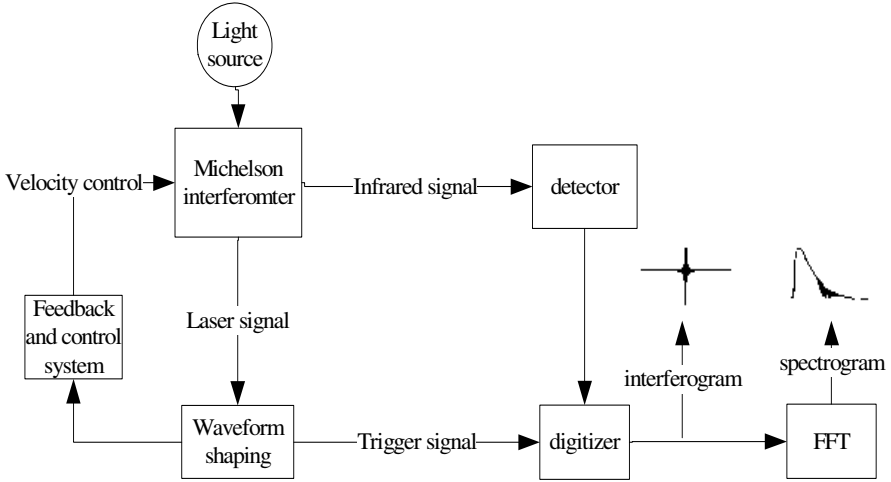 Light
source
Michelson
interferomter
Velocity control
Infrared signal
detector
Feedback
and control
system
Laser signal
interferogram
spectrogram
Waveform
shaping
Trigger signal
digitizer
FFT